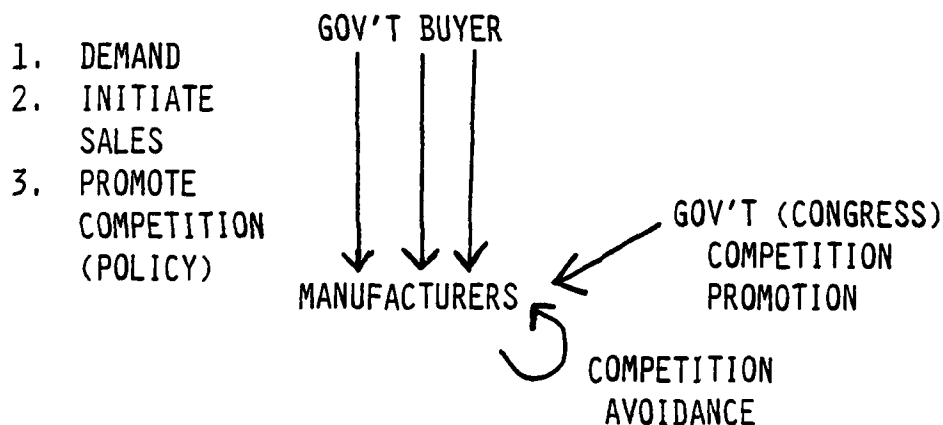 GOV'T BUYER
1. DEMAND
2. INITIATE
SALES
3. PROMOTE
COMPETITION
(POLICY)
GOV'T (CONGRESS)
COMPETITION
PROMOTION
MANUFACTURERS
COMPETITION
AVOIDANCE